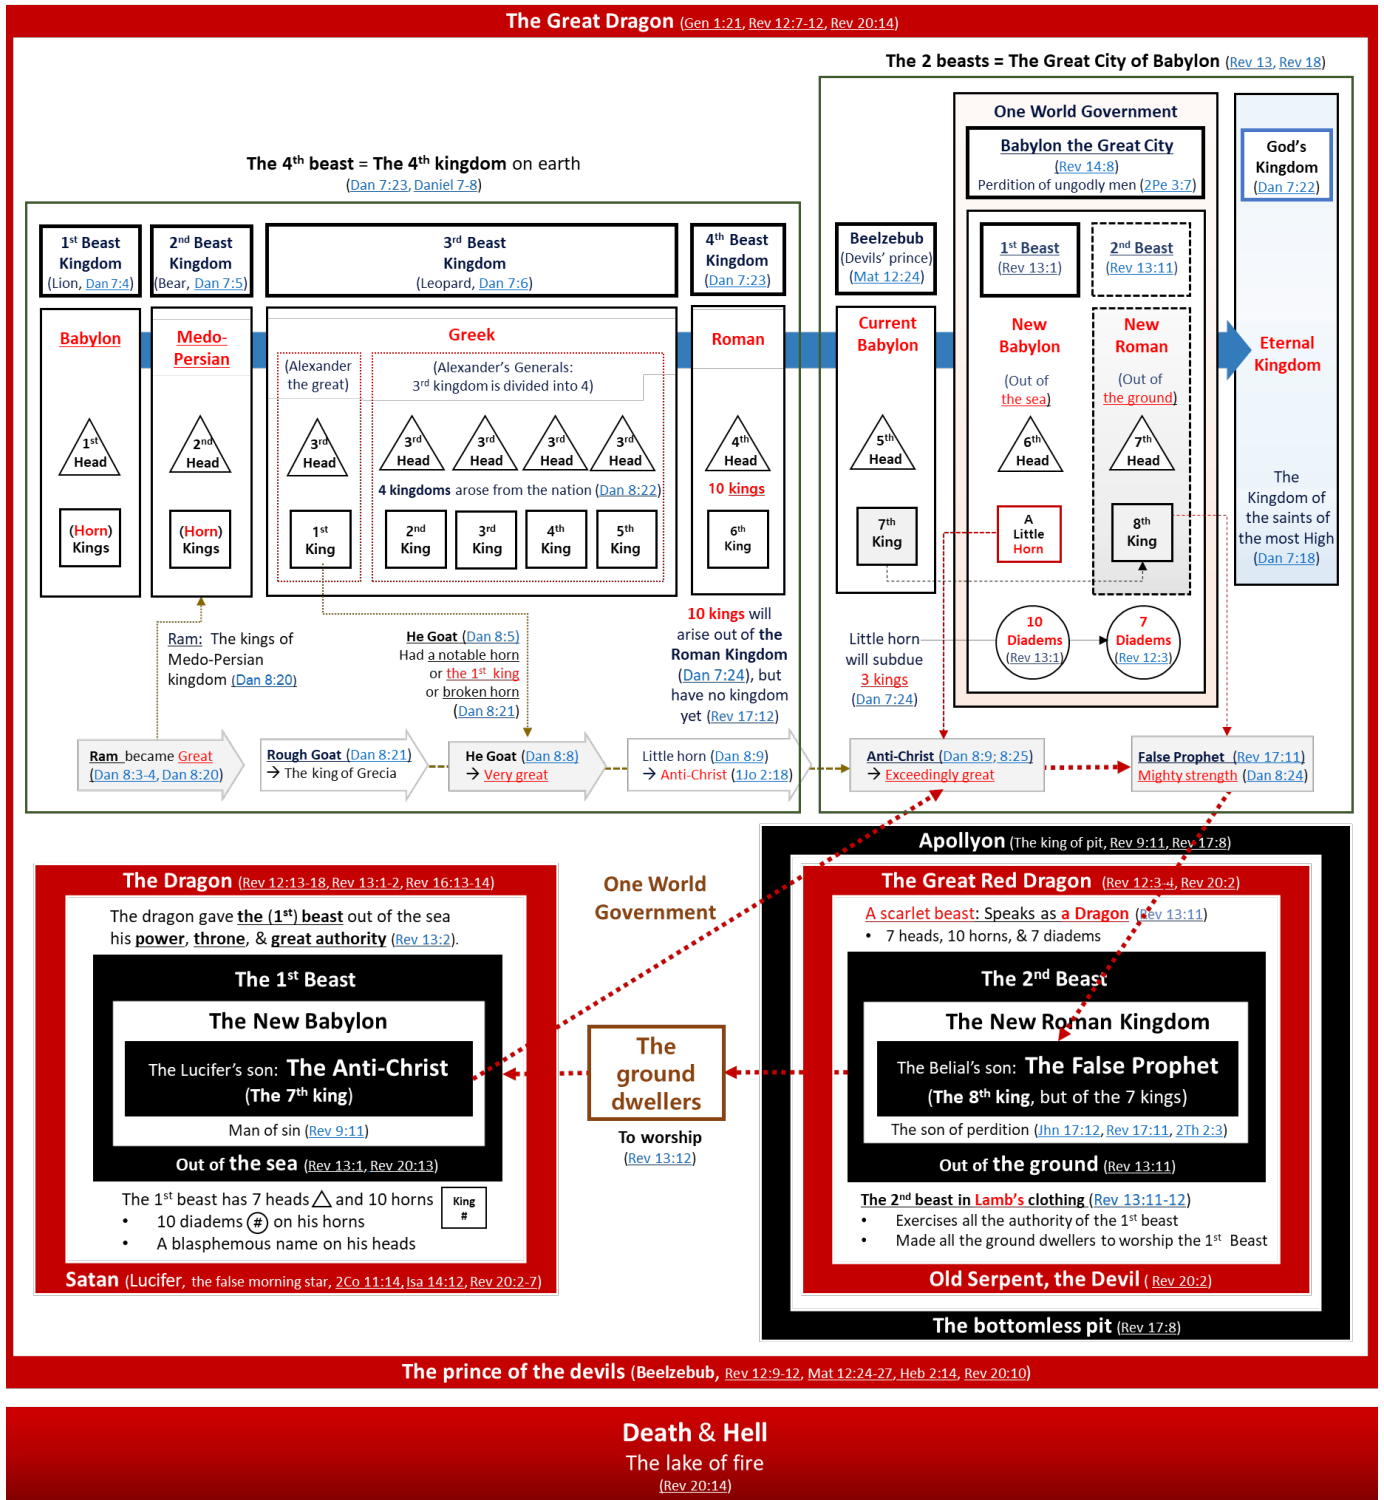 The Great Dragon (Gen 1:21, Rev 12:7-12, Rev 20:14)
The 2 beasts = The Great City of Babylon (Rev 13, Rev 18)
The 4th beast = The 4th kingdom on earth
(Dan 7:23, Daniel 7-8)
1st Beast
Kingdom
(Lion, Dan 7:4)
2nd Beast
Kingdom
(Bear, Dan 7:5)
3rd Beast
Kingdom
(Leopard, Dan 7:6)
4th Beast
Kingdom
(Dan 7:23)
Beelzebub
(Devils' prince)
(Mat 12:24)
One World Government
Babylon the Great City
(Rev 14:8)
Perdition of ungodly men (2Pe 3:7)
1st Beast
(Rev 13:1)
2nd Beast
(Rev 13:11)
God's
Kingdom
(Dan 7:22)
Babylon
Medo-
Persian
Greek
Roman
Current
Babylon
New
Babylon
(Out of
the sea)
New
Roman
(Out of
the ground)
Eternal
Kingdom
(Alexander
the great)
(Alexander's Generals:
3rd kingdom is divided into 4)
1st
Head
2nd
Head
3rd
Head
3rd
Head
3rd
Head
3rd
Head
3rd
Head
4th
Head
5th
Head
6th
Head
7th
Head
4 kingdoms arose from the nation (Dan 8:22)
10 kings
(Horn)
Kings
(Horn)
Kings
1st
King
2nd
King
3rd
King
4th
King
5th
King
6th
King
7th
King
A
Little
Horn
8th
King
The
Kingdom of
the saints of
the most High
(Dan 7:18)
Ram: The kings of
Medo-Persian
kingdom (Dan 8:20)
He Goat (Dan 8:5)
Had a notable horn
or the 1st king
or broken horn
(Dan 8:21)
10 kings will
arise out of the
Roman Kingdom
(Dan 7:24), but
have no kingdom
yet (Rev 17:12)
Little horn
will subdue
3 kings
(Dan 7:24)
10
Diadems
(Rev 13:1)
7
Diadems
(Rev 12:3)
Ram became Great
(Dan 8:3-4, Dan 8:20)
Rough Goat (Dan 8:21)
→ The king of Grecia
He Goat (Dan 8:8)
→ Very great
Little horn (Dan 8:9)
→ Anti-Christ (1Jo 2:18)
Anti-Christ (Dan 8:9; 8:25)
→ Exceedingly great
False Prophet (Rev 17:11)
Mighty strength (Dan 8:24)
The Dragon (Rev 12:13-18, Rev 13:1-2, Rev 16:13-14)
The dragon gave the (1st) beast out of the sea
his power, throne, & great authority (Rev 13:2).
The 1st Beast
The New Babylon
The Lucifer's son: The Anti-Christ
(The 7th king)
Man of sin (Rev 9:11)
Out of the sea (Rev 13:1, Rev 20:13)
The 1st beast has 7 heads △ and 10 horns
King
#
• 10 diadems # on his horns
• A blasphemous name on his heads
Satan (Lucifer, the false morning star, 2Co 11:14, Isa 14:12, Rev 20:2-7)
One World
Government
The
ground
dwellers
To worship
(Rev 13:12)
Apollyon (The king of pit, Rev 9:11, Rev 17:8)
The Great Red Dragon (Rev 12:3-4, Rev 20:2)
A scarlet beast: Speaks as a Dragon (Rev 13:11)
• 7 heads, 10 horns, & 7 diadems
The 2nd Beast
The New Roman Kingdom
The Belial's son: The False Prophet
(The 8th king, but of the 7 kings)
The son of perdition (Jhn 17:12, Rev 17:11, 2Th 2:3)
Out of the ground (Rev 13:11)
The 2nd beast in Lamb's clothing (Rev 13:11-12)
• Exercises all the authority of the 1st beast
• Made all the ground dwellers to worship the 1st Beast
Old Serpent, the Devil ( Rev 20:2)
The bottomless pit (Rev 17:8)
The prince of the devils (Beelzebub, Rev 12:9-12, Mat 12:24-27, Heb 2:14, Rev 20:10)
Death & Hell
The lake of fire
(Rev 20:14)